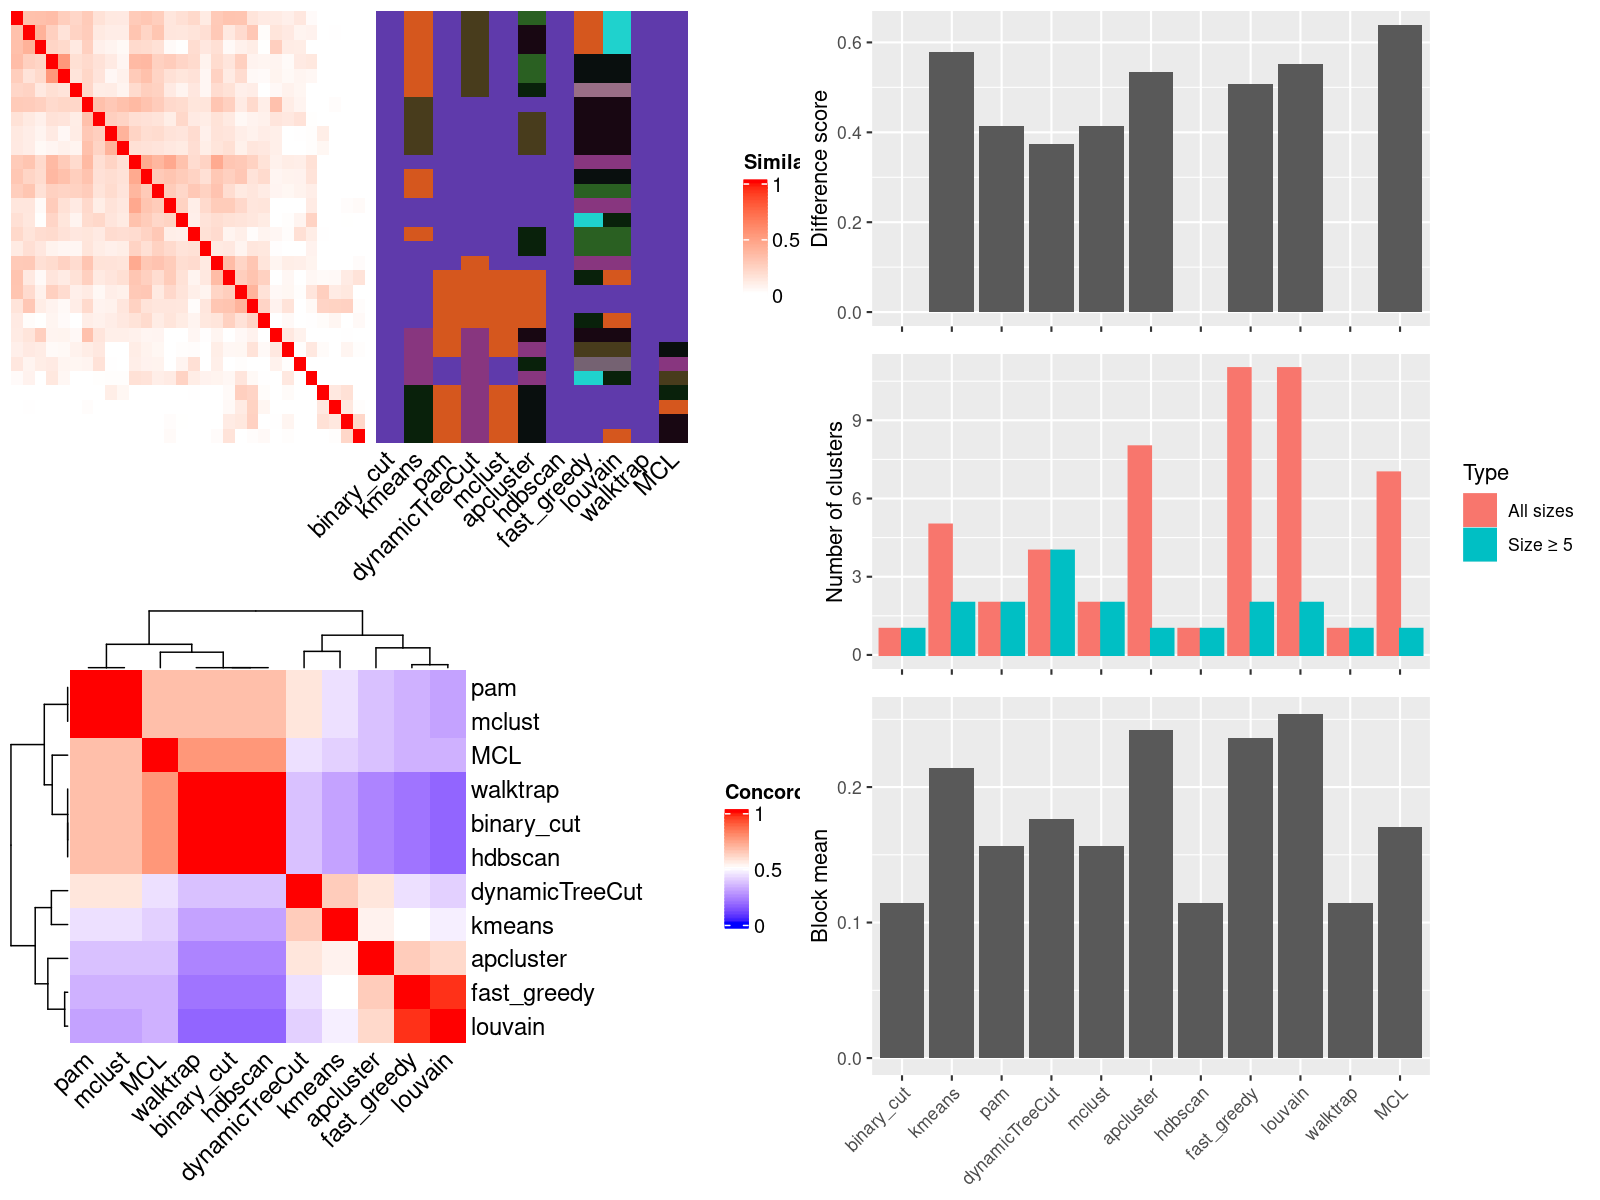 Simila
1
0.5
0
binary_cut
kmeans
pam
dynamicTreeCut
mclust
apcluster
hdbscan
fast_greedy
louvain
walktrap
MCL
pam
mclust
MCL
walktrap
binary_cut
hdbscan
dynamicTreeCut
kmeans
apcluster
fast_greedy
louvain
pam
mclust
MCL
walktrap
binary_cut
hdbscan
dynamicTreeCut
kmeans
apcluster
fast_greedy
louvain
Concord
1
0.5
0
Difference score
0.6
0.4
0.2
0.0
Number of clusters
9
6
3
0
Type
All sizes
Size ≥ 5
Block mean
0.2
0.1
0.0
binary_cut
kmeans
pam
dynamicTreeCut
mclust
apcluster
hdbscan
fast_greedy
louvain
walktrap
MCL